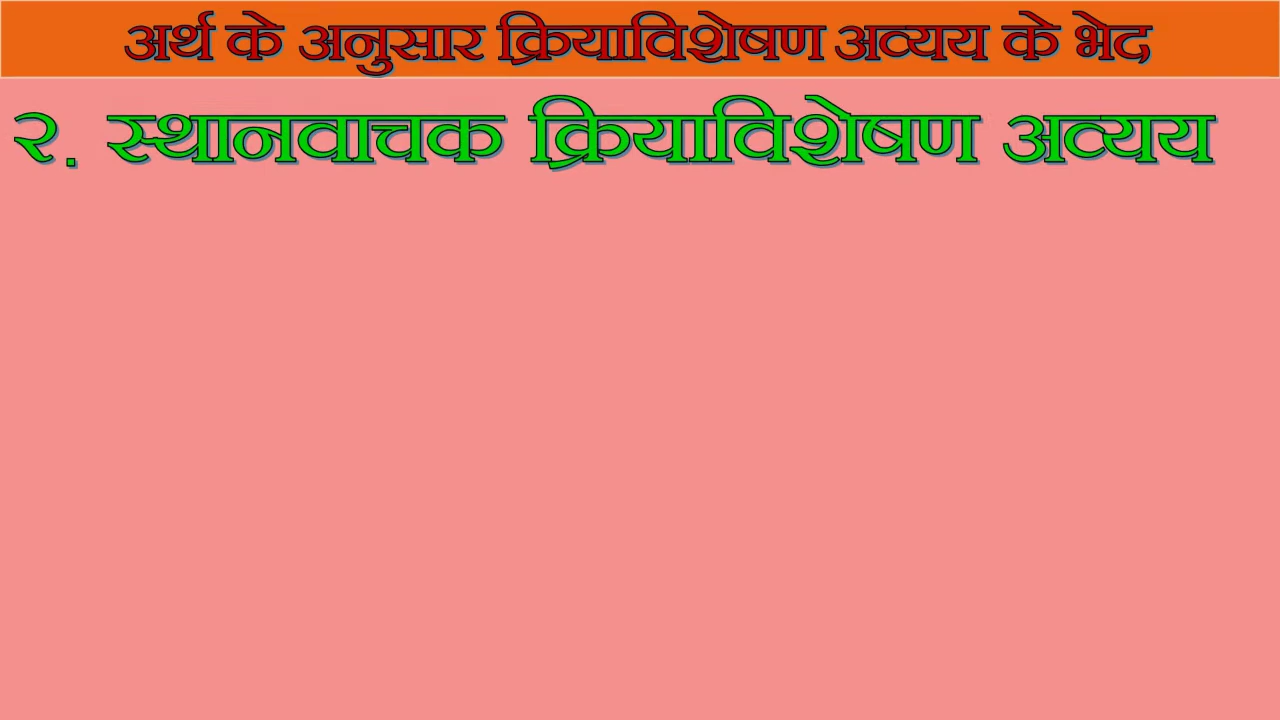 अर्थ के अनुसार क्रियाविशेषण अव्यय के भेद
२. स्थानवाचक क्रियाविशेषण अव्यय